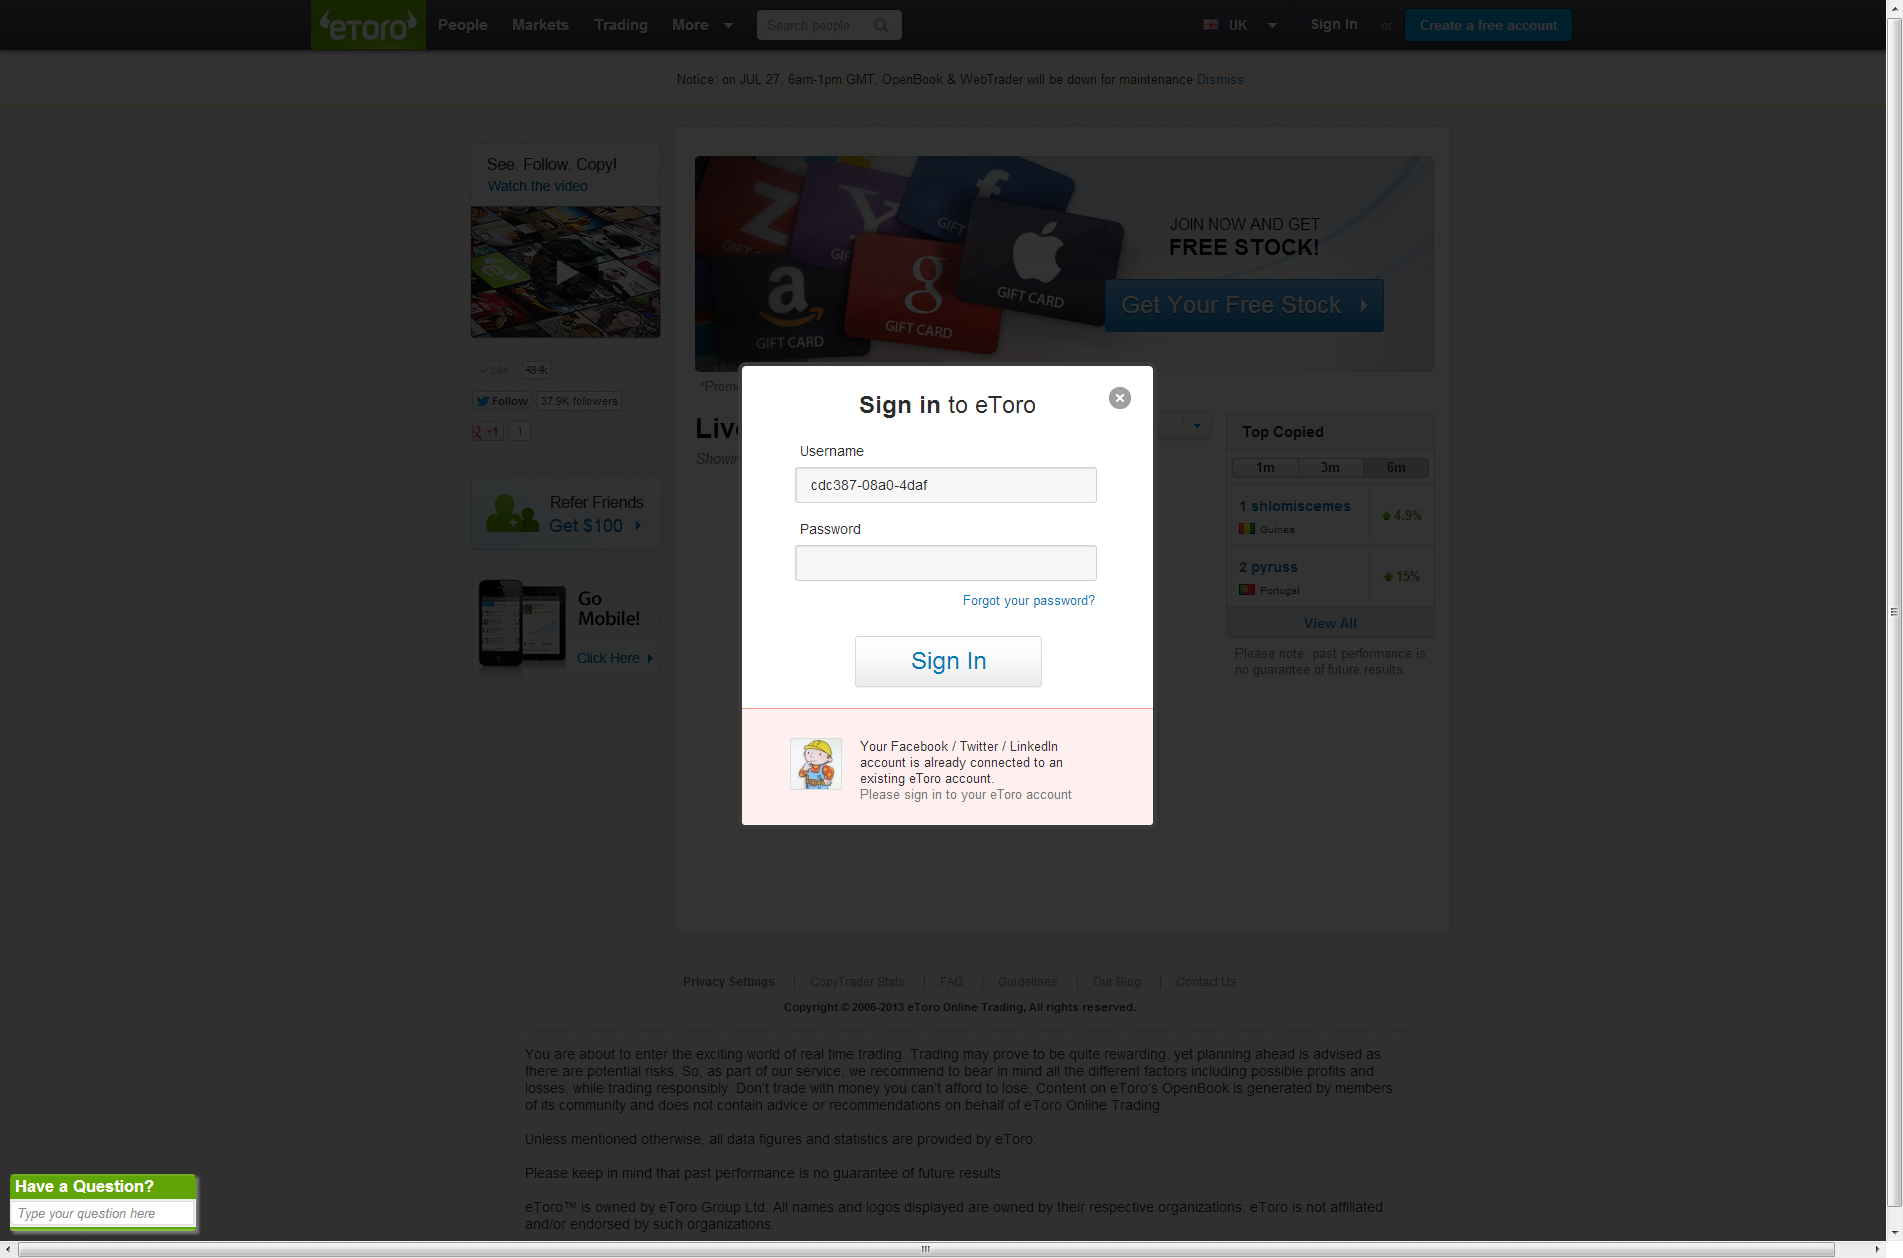 eToro
People
Markets
Trading
More
Search people
UK
Sign In
or
Create a free account
Notice: on JUL 27, 6am-1pm GMT, OpenBook & WebTrader will be down for maintenance Dismiss
See. Follow. Copy!
Watch the video
Like
484k
Follow
37.9K followers
+1
1
Refer Friends
Get $100
Go
Mobile!
Click Here
GIFT
GIF
GIFT
GIFT CARD
GIFT CARD
GIFT CARD
JOIN NOW AND GET
FREE STOCK!
Get Your Free Stock
*Prom
Liv
Showin
Sign in to eToro
Username
cdc387-08a0-4daf
Password
Forgot your password?
Sign In
Your Facebook / Twitter / LinkedIn
account is already connected to an
existing eToro account.
Please sign in to your eToro account
Top Copied
1m
3m
6m
1 shlomiscemes
Guinea
4.9%
2 pyruss
Portugal
15%
View All
Please note: past performance is
no guarantee of future results.
Privacy Settings
CopyTrader Stats
FAQ
Guidelines
Our Blog
Contact Us
Copyright © 2006-2013 eToro Online Trading, All rights reserved.
You are about to enter the exciting world of real time trading. Trading may prove to be quite rewarding, yet planning ahead is advised as
there are potential risks. So, as part of our service, we recommend to bear in mind all the different factors including possible profits and
losses, while trading responsibly. Don't trade with money you can't afford to lose. Content on eToro's OpenBook is generated by members
of its community and does not contain advice or recommendations on behalf of eToro Online Trading.
Unless mentioned otherwise, all data figures and statistics are provided by eToro.
Please keep in mind that past performance is no guarantee of future results.
eToro™ is owned by eToro Group Ltd. All names and logos displayed are owned by their respective organizations. eToro is not affiliated
and/or endorsed by such organizations.
Have a Question?
Type your question here